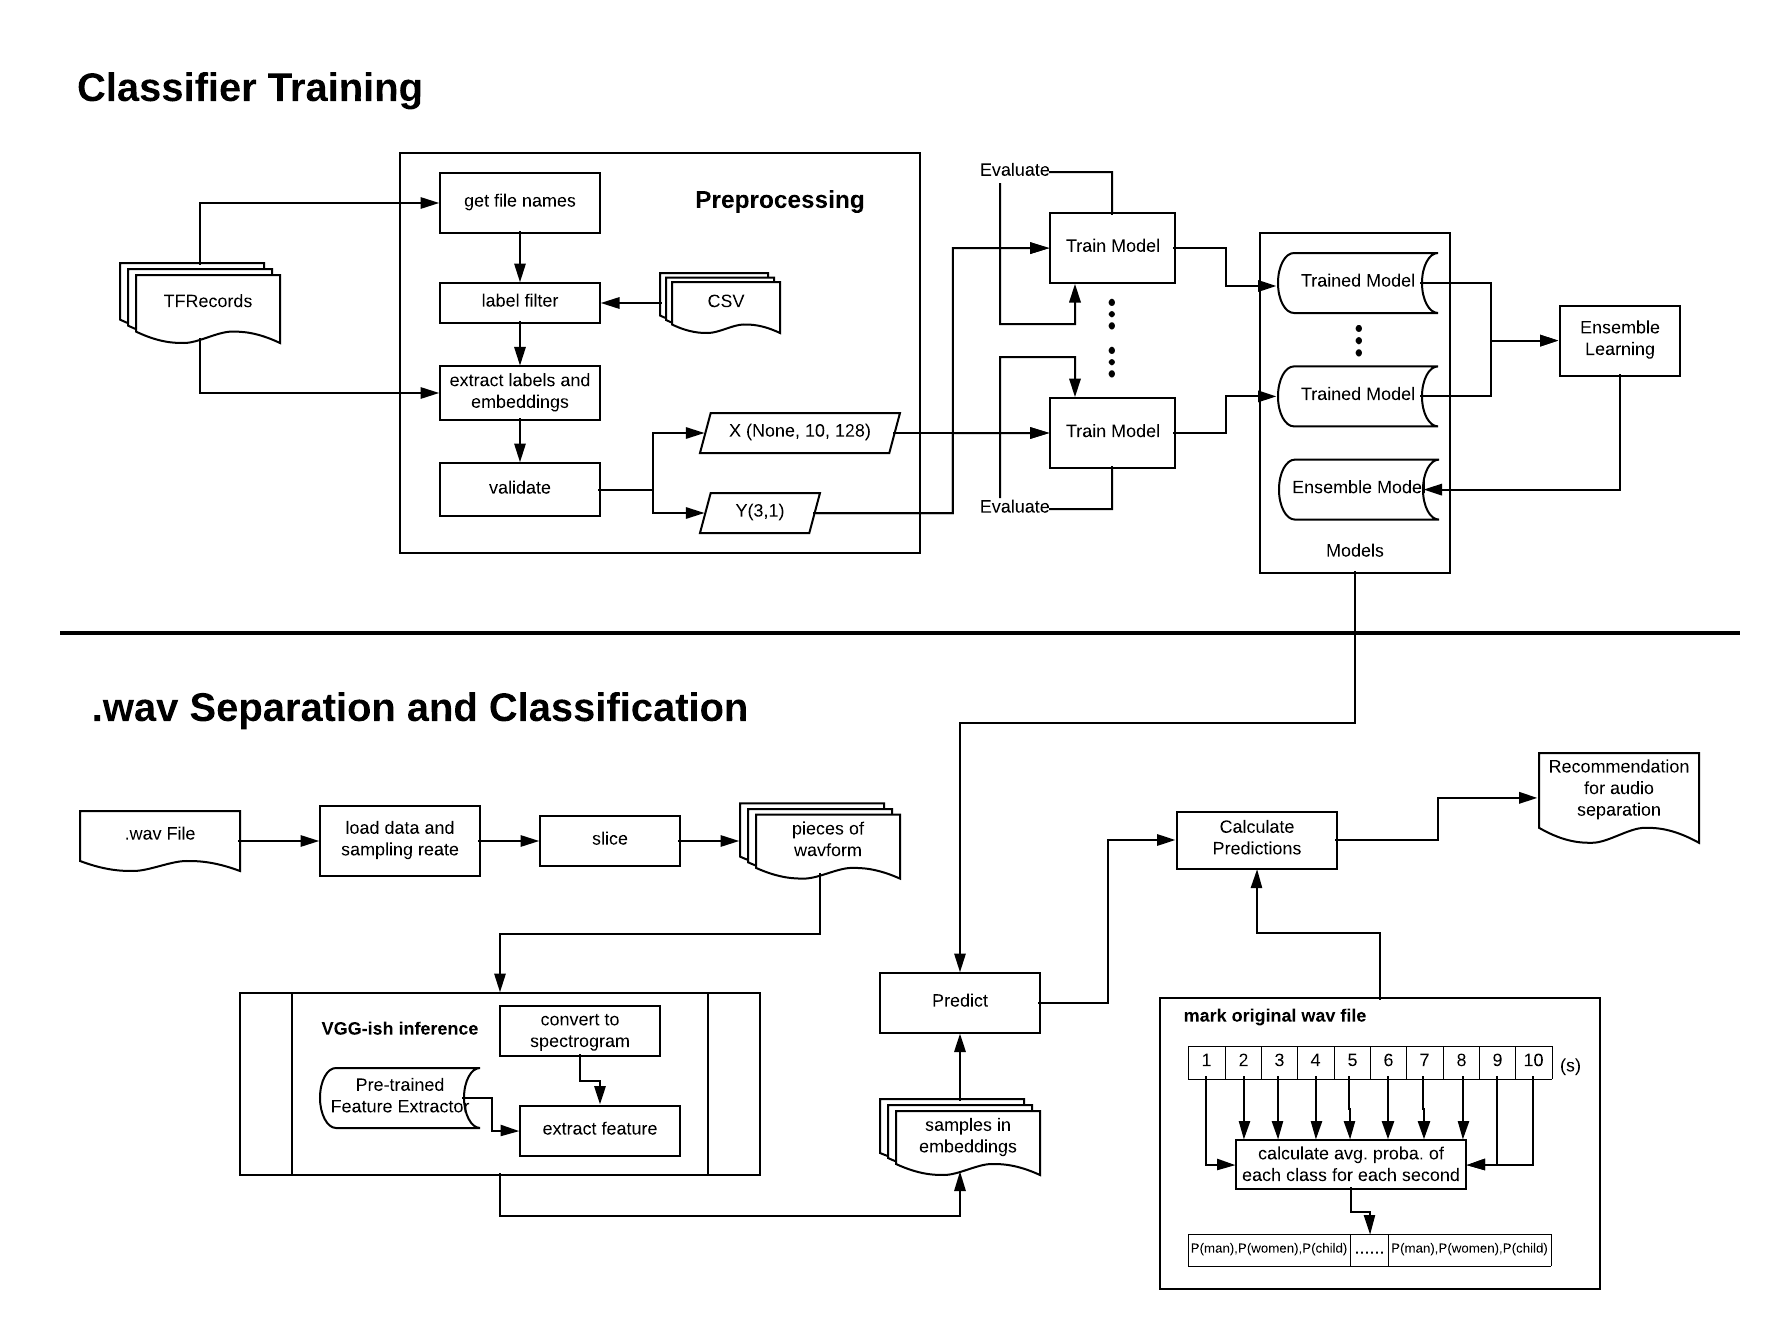 Classifier Training
Preprocessing
get file names
TFRecords
label filter
CSV
extract labels and
embeddings
validate
X (None, 10, 128)
Y(3,1)
Evaluate
Train Model
Train Model
Evaluate
Trained Model
Trained Model
Ensemble Mode
Models
Ensemble
Learning
.wav Separation and Classification
.wav File
load data and
sampling reate
slice
pieces of
wavform
VGG-ish inference
convert to
spectrogram
Pre-trained
Feature Extractor
extract feature
Predict
samples in
embeddings
Calculate
Predictions
Recommendation
for audio
separation
mark original wav file
1 2 3 4 5 6 7 8 9 10 (s)
calculate avg. proba. of
each class for each second
P(man),P(women),P(child) ...... P(man),P(women),P(child)